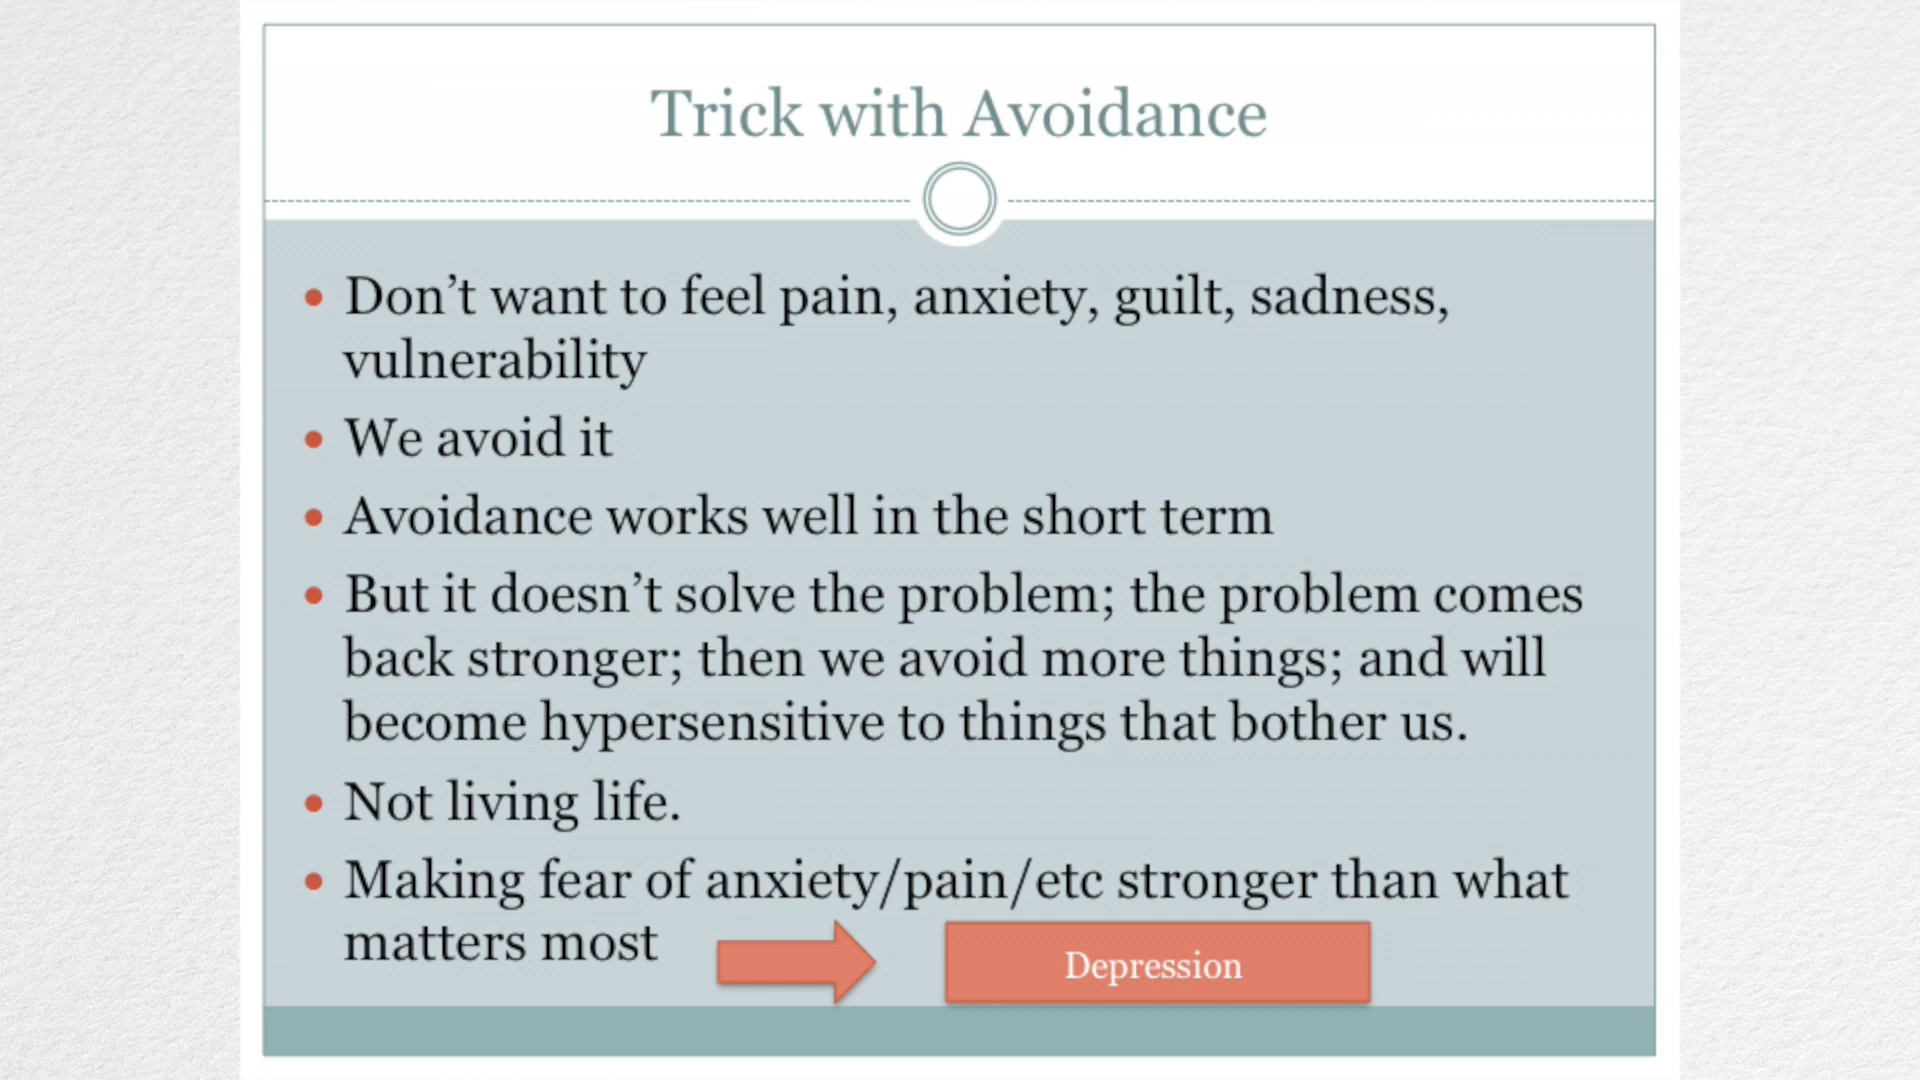 Trick with Avoidance
Don’t want to feel pain, anxiety, guilt, sadness,
vulnerability
We avoid it
Avoidance works well in the short term
But it doesn’t solve the problem; the problem comes
back stronger; then we avoid more things; and will
become hypersensitive to things that bother us.
Not living life.
Making fear of anxiety/pain/etc stronger than what
matters most
Depression